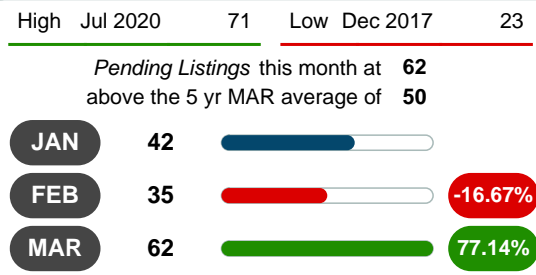 High Jul 2020 71 Low Dec 2017 23
Pending Listings this month at 62
above the 5 yr MAR average of 50
JAN 42
FEB 35 -16.67%
MAR 62 77.14%